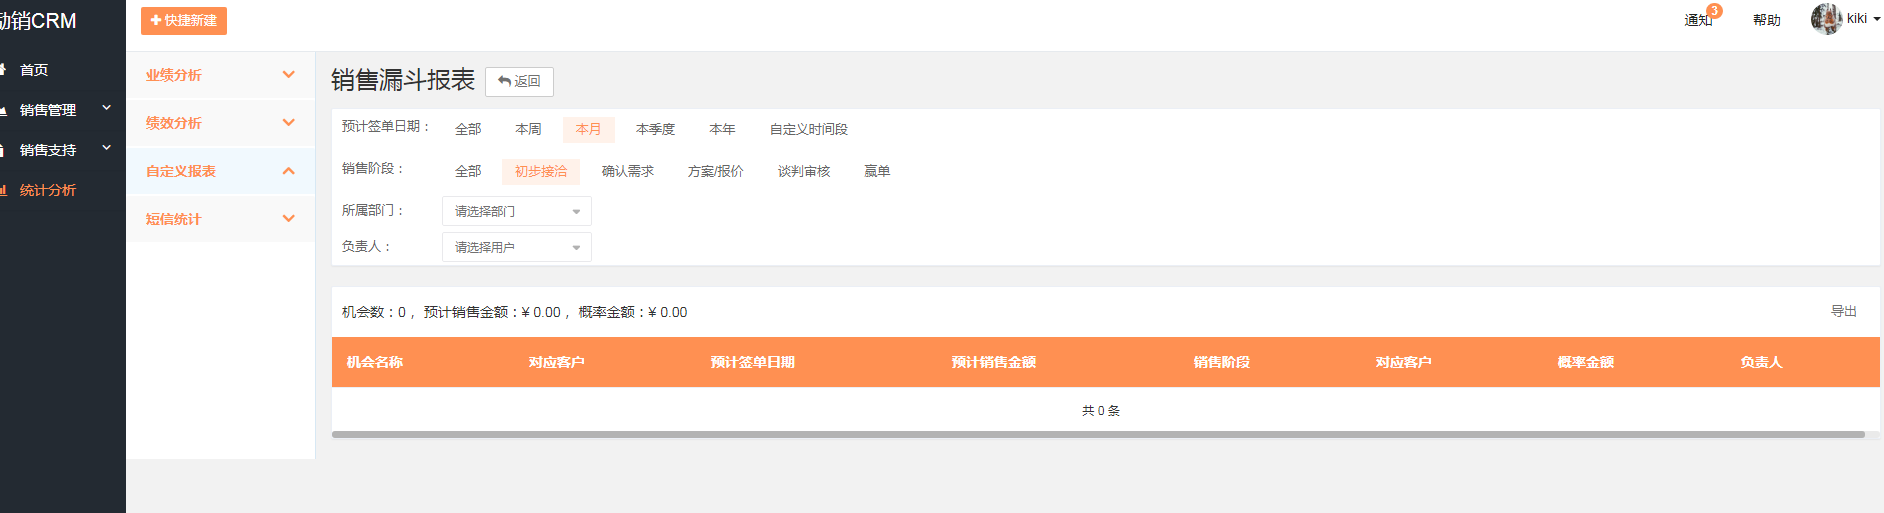 励销CRM
快捷新建
通知 3
帮助
kiki
首页
销售管理
销售支持
统计分析
业绩分析
绩效分析
自定义报表
短信统计
销售漏斗报表 返回
预计签单日期： 全部 本周 本月 本季度 本年 自定义时间段
销售阶段： 全部 初步接洽 确认需求 方案/报价 谈判审核 赢单
所属部门： 请选择部门
负责人： 请选择用户
机会数：0， 预计销售金额：¥ 0.00， 概率金额：¥ 0.00
导出
机会名称 对应客户 预计签单日期 预计销售金额 销售阶段 对应客户 概率金额 负责人
共 0 条